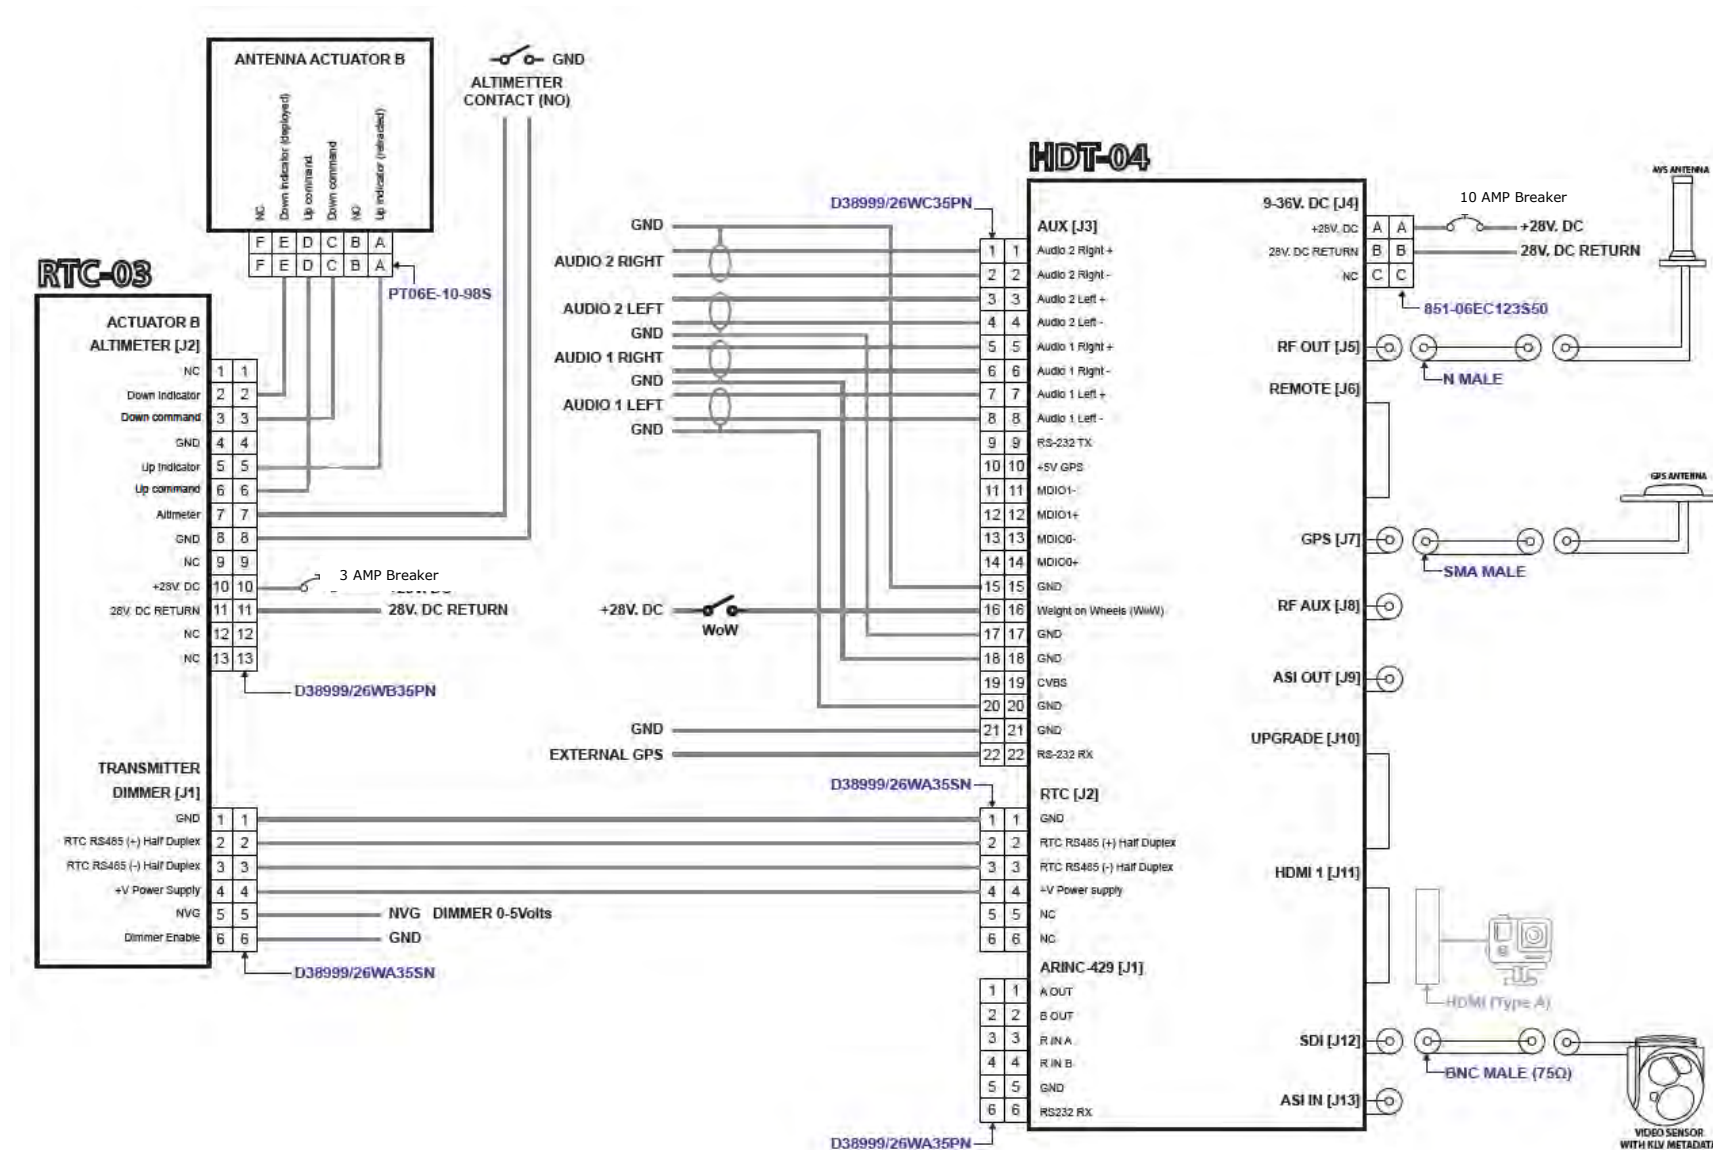 ANTENNA ACTUATOR B
NC
Down indicator (deployed)
Up command
Down command
NC
Up indicator (retracted)
F E D C B A
F E D C B A
PT06E-10-98S
GND
ALTIMETTER
CONTACT (NO)
RTC-03
ACTUATOR B
ALTIMETER [J2]
NC 1 1
Down Indicator 2 2
Down command 3 3
GND 4 4
Up Indicator 5 5
Up command 6 6
Altimeter 7 7
GND 8 8
NC 9 9
+28V. DC 10 10 3 AMP Breaker
28V. DC RETURN 11 11 28V. DC RETURN
NC 12 12
NC 13 13
D38999/26WB35PN
TRANSMITTER
DIMMER [J1]
GND 1 1
RTC RS485 (+) Half Duplex 2 2
RTC RS485 (-) Half Duplex 3 3
+V Power Supply 4 4
NVG 5 5 NVG DIMMER 0-5Volts
Dimmer Enable 6 6 GND
D38999/26WA35SN
GND
AUDIO 2 RIGHT
AUDIO 2 LEFT
GND
AUDIO 1 RIGHT
GND
AUDIO 1 LEFT
GND
+28V. DC
WoW
GND
EXTERNAL GPS
HDT-04
D38999/26WC35PN
AUX [J3]
1 1 Audio 2 Right +
2 2 Audio 2 Right -
3 3 Audio 2 Left +
4 4 Audio 2 Left -
5 5 Audio 1 Right +
6 6 Audio 1 Right -
7 7 Audio 1 Left +
8 8 Audio 1 Left -
9 9 RS-232 TX
10 10 +5V GPS
11 11 MDIO1-
12 12 MDIO1+
13 13 MDIO0-
14 14 MDIO0+
15 15 GND
16 16 Weight on Wheels (WoW)
17 17 GND
18 18 GND
19 19 CVBS
20 20 GND
21 21 GND
22 22 RS-232 RX
D38999/26WA35SN
RTC [J2]
1 1 GND
2 2 RTC RS485 (+) Half Duplex
3 3 RTC RS485 (-) Half Duplex
4 4 +V Power supply
5 5 NC
6 6 NC
ARINC-429 [J1]
1 1 A OUT
2 2 B OUT
3 3 R IN A
4 4 R IN B
5 5 GND
6 6 RS232 RX
D38999/26WA35PN
9-36V. DC [J4]
10 AMP Breaker
+28V. DC A A +28V. DC
28V. DC RETURN B B 28V. DC RETURN
NC C C
851-06EC123S50
AVS ANTENNA
RF OUT [J5]
N MALE
REMOTE [J6]
GPS ANTENNA
GPS [J7]
SMA MALE
RF AUX [J8]
ASI OUT [J9]
UPGRADE [J10]
HDMI 1 [J11]
HDMI (Type A)
SDI [J12]
BNC MALE (75Ω)
ASI IN [J13]
VIDEO SENSOR
WITH KLV METADATA